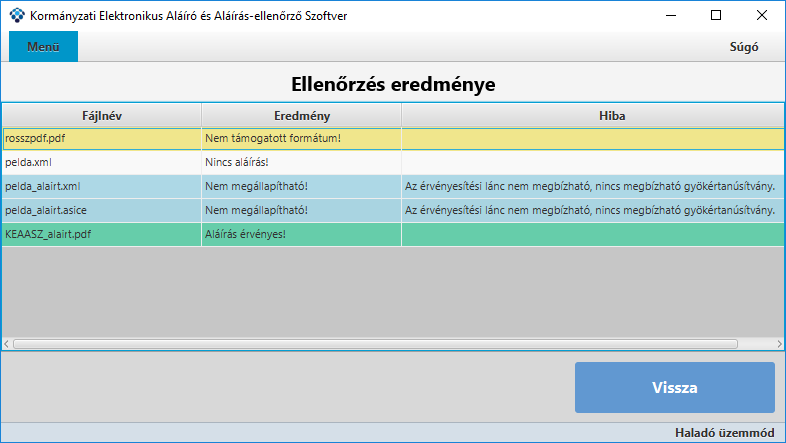 Kormányzati Elektronikus Aláíró és Aláírás-ellenőrző Szoftver
Menü Súgó
Ellenőrzés eredménye
Fájlnév Eredmény Hiba
rosszpdf.pdf Nem támogatott formátum!
pelda.xml Nincs aláírás!
pelda_alairt.xml Nem megállapítható! Az érvényesítési lánc nem megbízható, nincs megbízható gyökértanúsítvány.
pelda_alairt.asice Nem megállapítható! Az érvényesítési lánc nem megbízható, nincs megbízható gyökértanúsítvány.
KEAASZ_alairt.pdf Aláírás érvényes!
Vissza
Haladó üzemmód